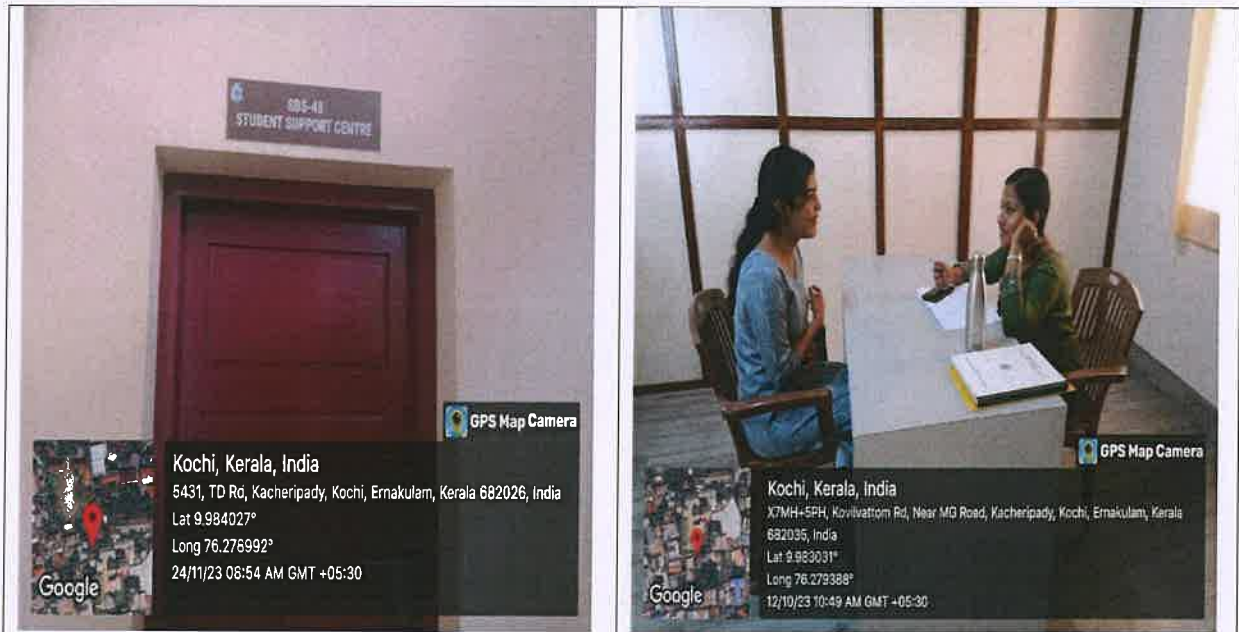 STUDENT SUPPORT CENTRE
GPS Map Camera
Kochi, Kerala, India
5431, TD Rd, Kacheripady, Kochi, Ernakulam, Kerala 682026, India
Lat 9.984027°
Long 76.276992°
24/11/23 08:54 AM GMT +05:30
Google
GPS Map Camera
Kochi, Kerala, India
X7MH+5PH, Kovilvattom Rd, Near MG Road, Kacheripady, Kochi, Ernakulam, Kerala
682035, India
Lat 9.983031°
Long 76.279388°
12/10/23 10:49 AM GMT +05:30
Google